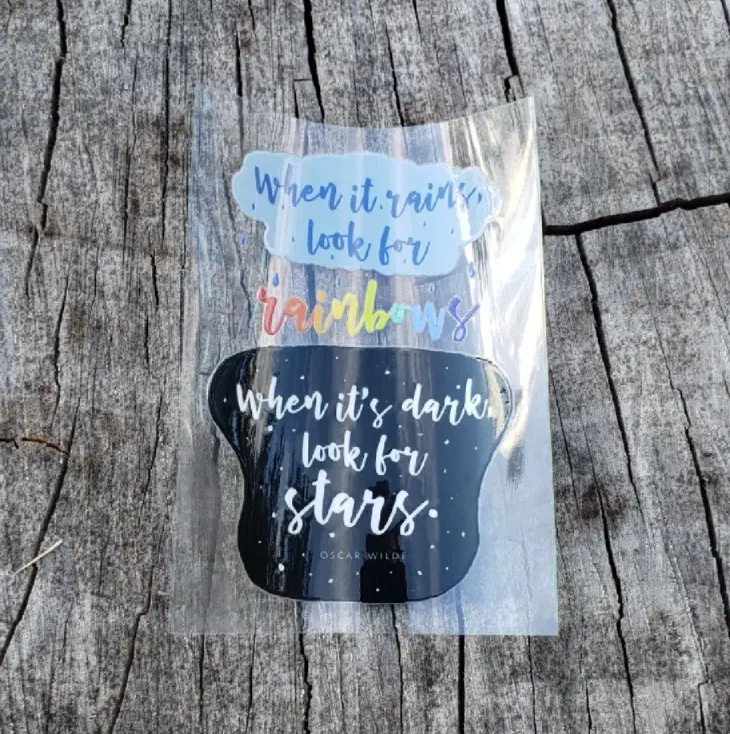 When it rains,
look for
rainbows
When it's dark,
look for
stars.
OSCAR WILDE